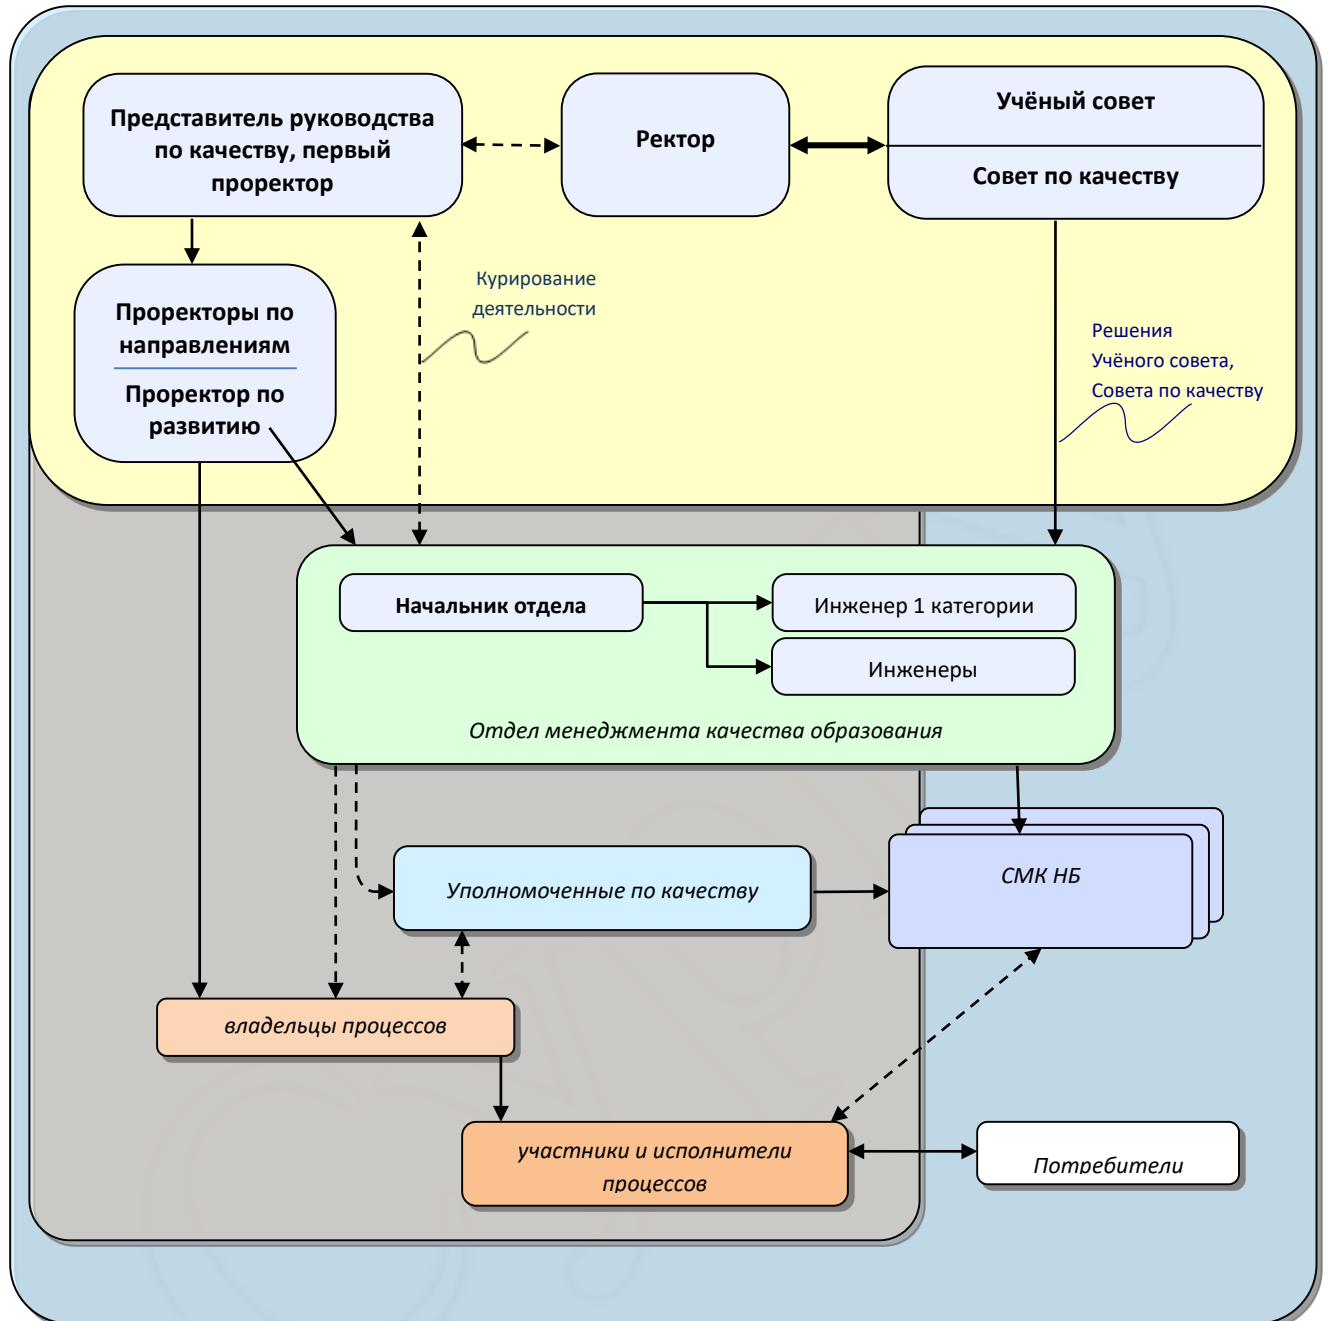 Представитель руководства
по качеству, первый
проректор
Ректор
Учёный совет
Совет по качеству
Курирование
деятельности
Проректоры по
направлениям
Проректор по
развитию
Решения
Учёного совета,
Совета по качеству
Начальник отдела
Инженер 1 категории
Инженеры
Отдел менеджмента качества образования
Уполномоченные по качеству
СМК НБ
владельцы процессов
участники и исполнители
процессов
Потребители